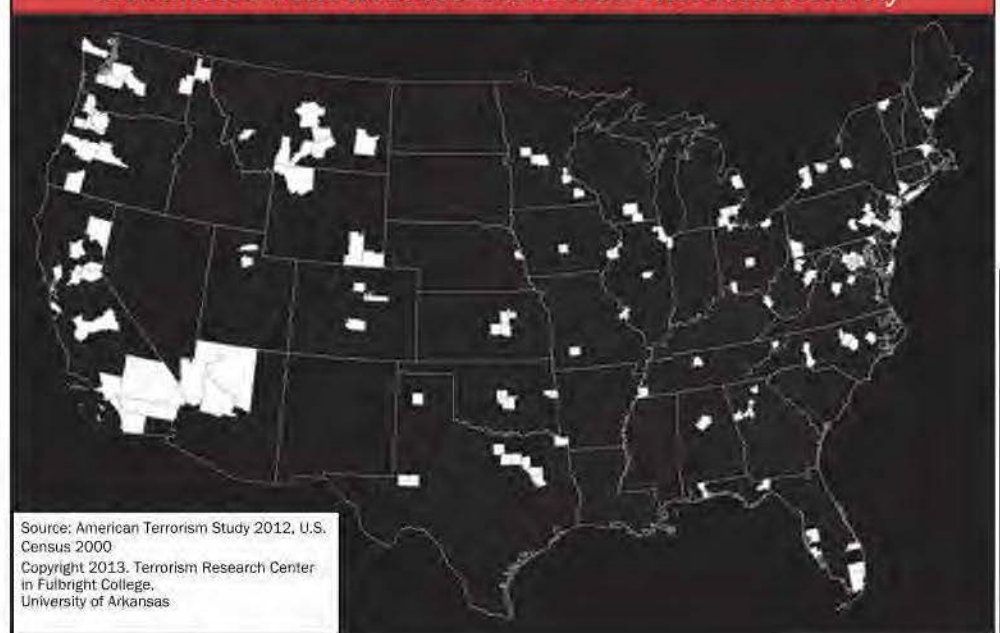 Source: American Terrorism Study 2012, U.S.
Census 2000
Copyright 2013. Terrorism Research Center
in Fulbright College,
University of Arkansas